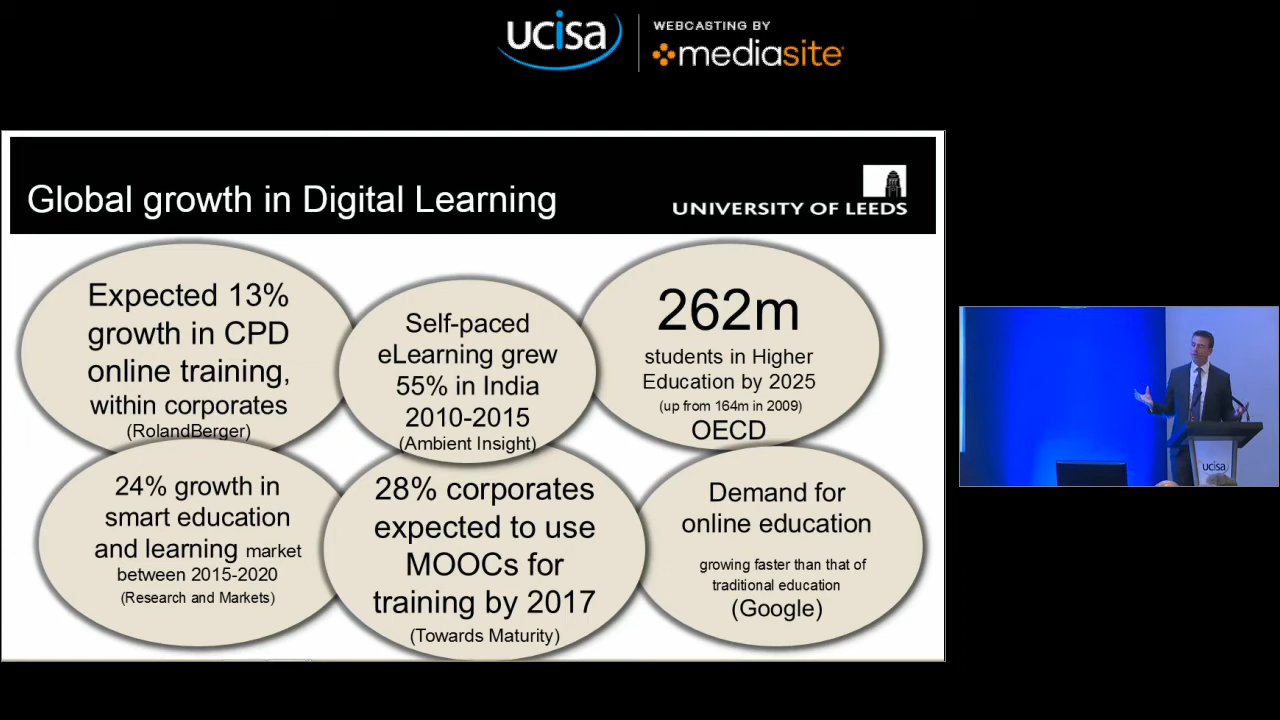 ucisa
WEBCASTING BY
mediasite
Global growth in Digital Learning
UNIVERSITY OF LEEDS
Expected 13%
growth in CPD
online training,
within corporates
(RolandBerger)
Self-paced
eLearning grew
55% in India
2010-2015
(Ambient Insight)
262m
students in Higher
Education by 2025
(up from 164m in 2009)
OECD
24% growth in
smart education
and learning market
between 2015-2020
(Research and Markets)
28% corporates
expected to use
MOOCs for
training by 2017
(Towards Maturity)
Demand for
online education
growing faster than that of
traditional education
(Google)
ucisa